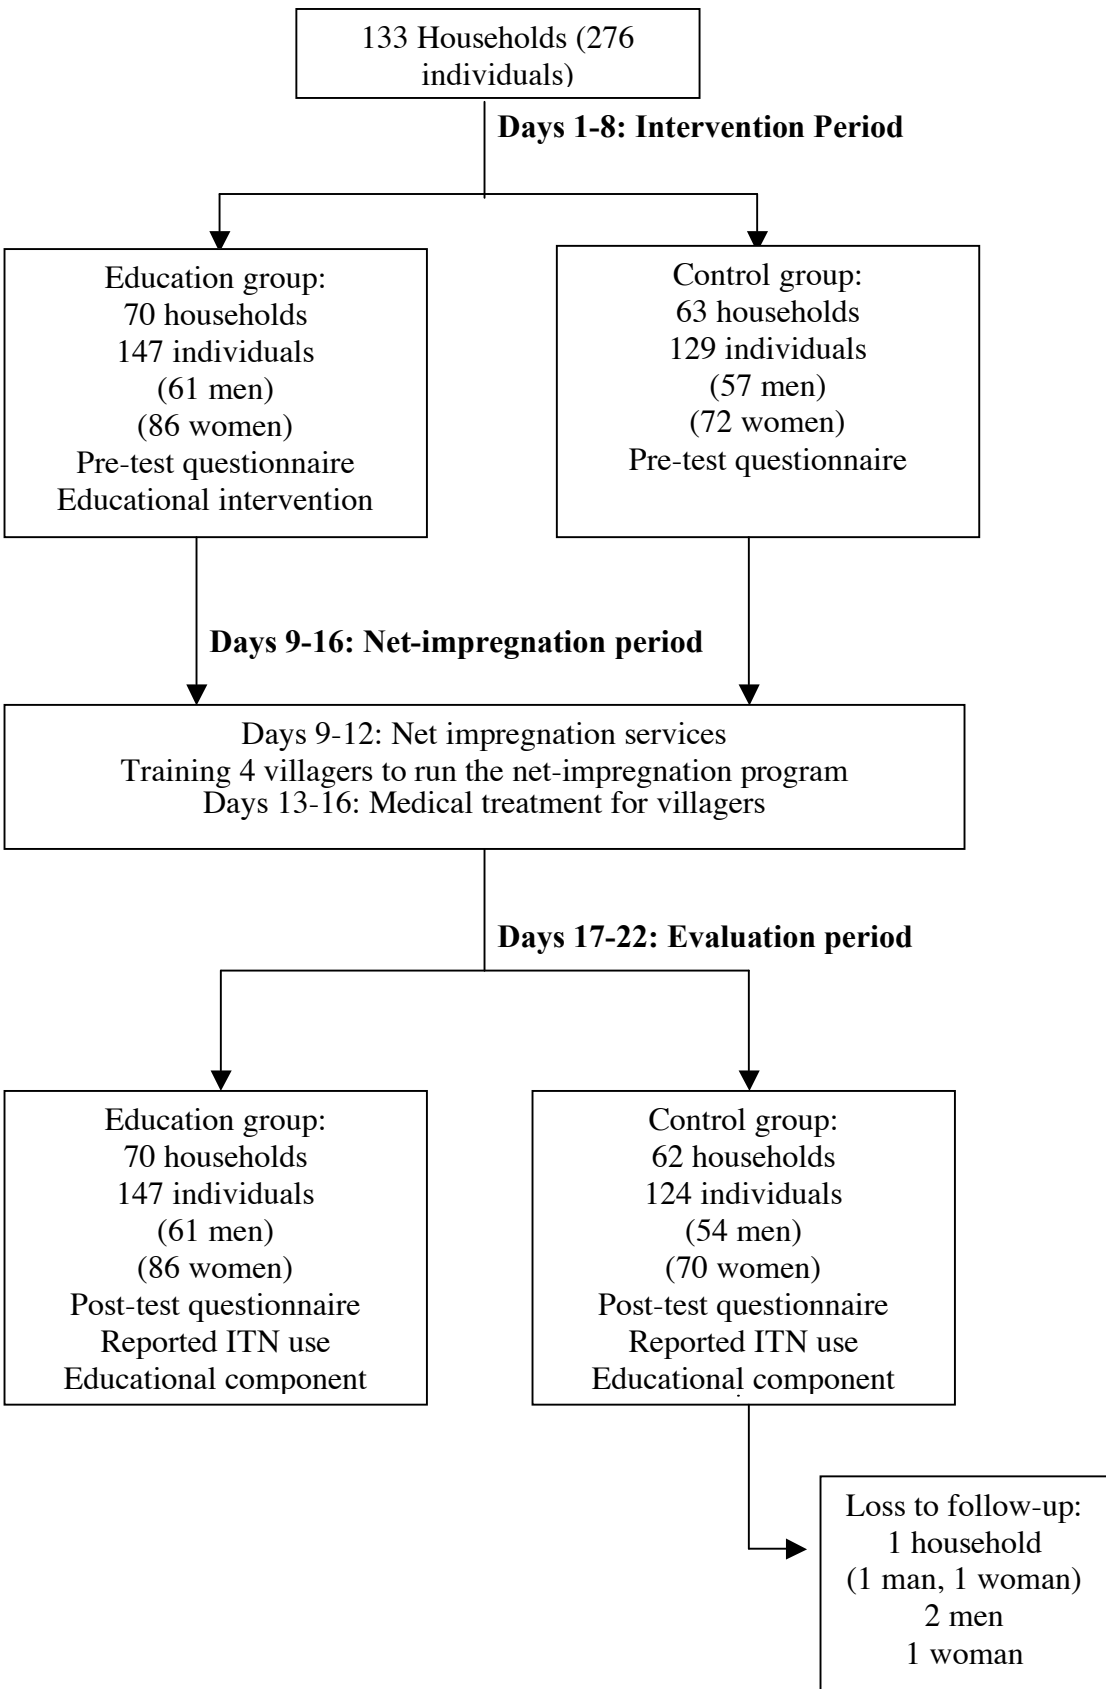 133 Households (276
individuals)
Days 1-8: Intervention Period
Education group:
70 households
147 individuals
(61 men)
(86 women)
Pre-test questionnaire
Educational intervention
Control group:
63 households
129 individuals
(57 men)
(72 women)
Pre-test questionnaire
Days 9-16: Net-impregnation period
Days 9-12: Net impregnation services
Training 4 villagers to run the net-impregnation program
Days 13-16: Medical treatment for villagers
Days 17-22: Evaluation period
Education group:
70 households
147 individuals
(61 men)
(86 women)
Post-test questionnaire
Reported ITN use
Educational component
Control group:
62 households
124 individuals
(54 men)
(70 women)
Post-test questionnaire
Reported ITN use
Educational component
Loss to follow-up:
1 household
(1 man, 1 woman)
2 men
1 woman